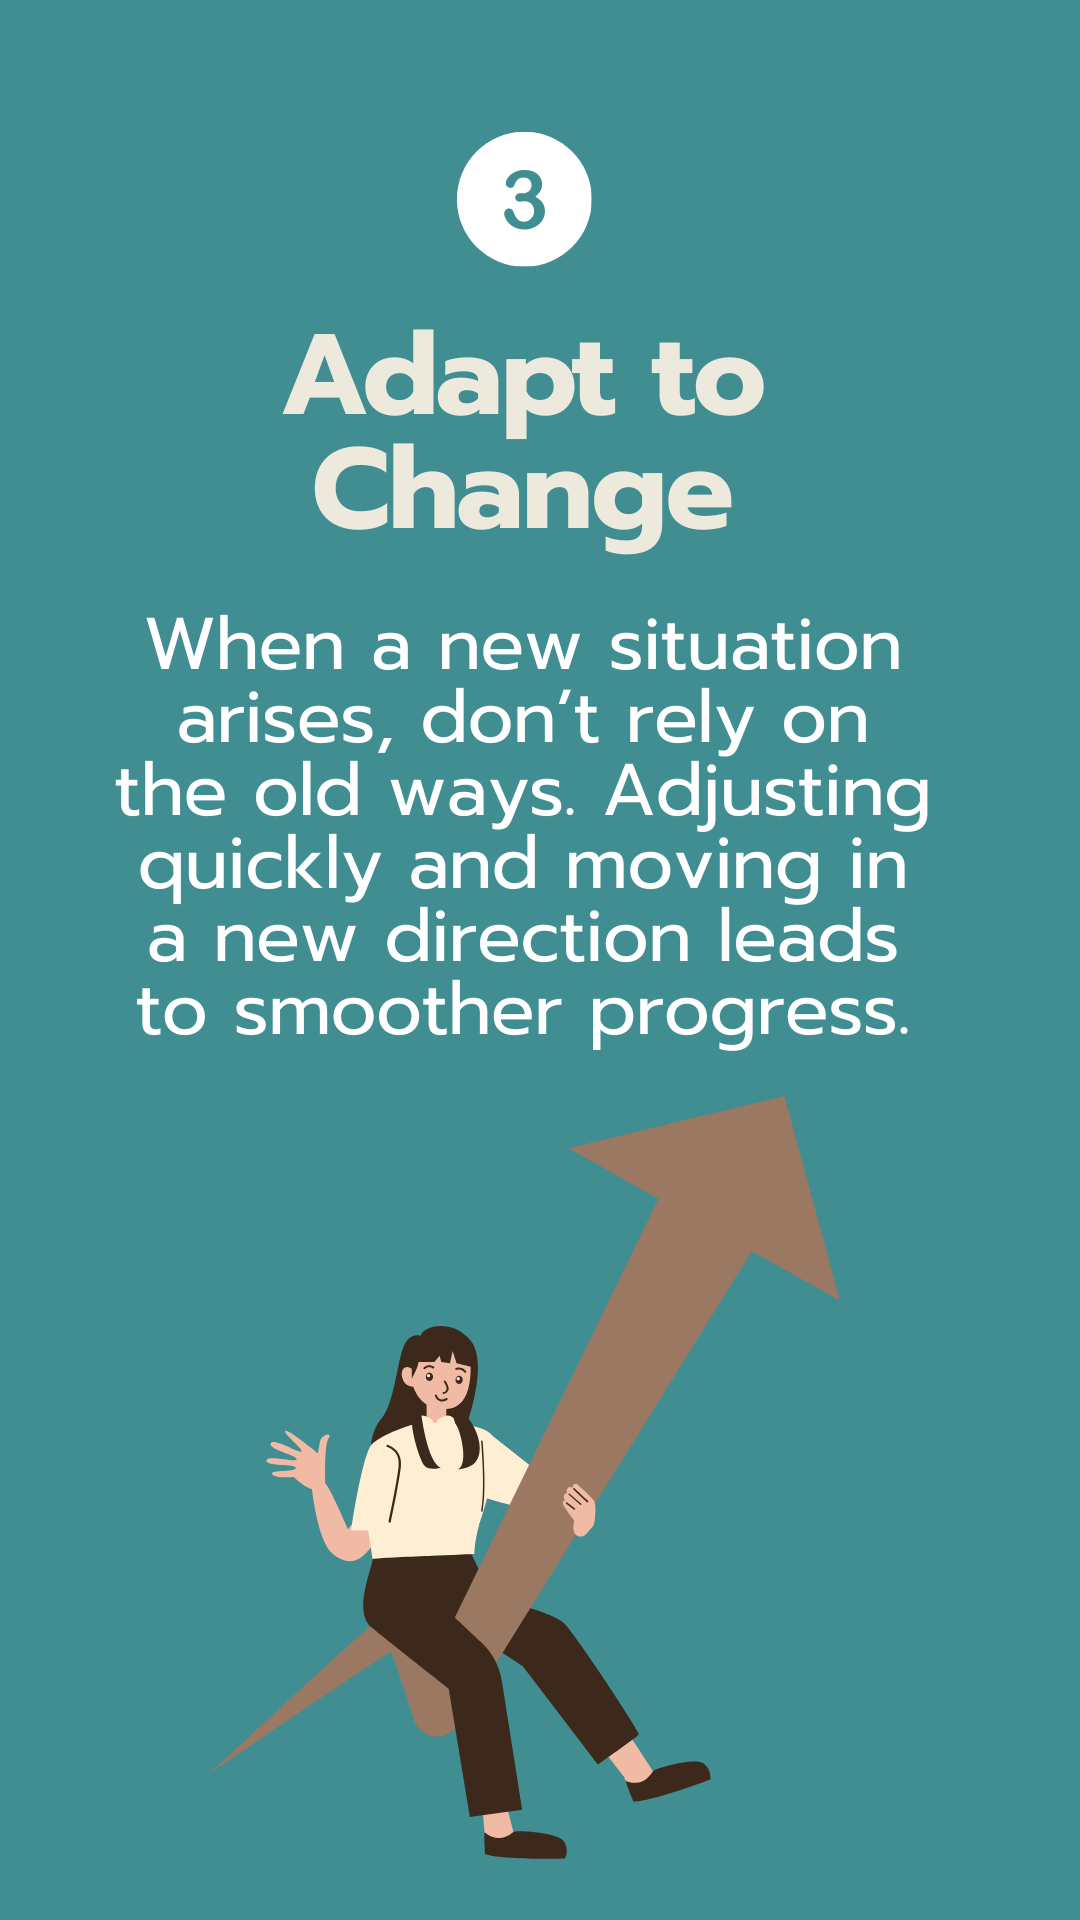 3
Adapt to
Change
When a new situation
arises, don’t rely on
the old ways. Adjusting
quickly and moving in
a new direction leads
to smoother progress.